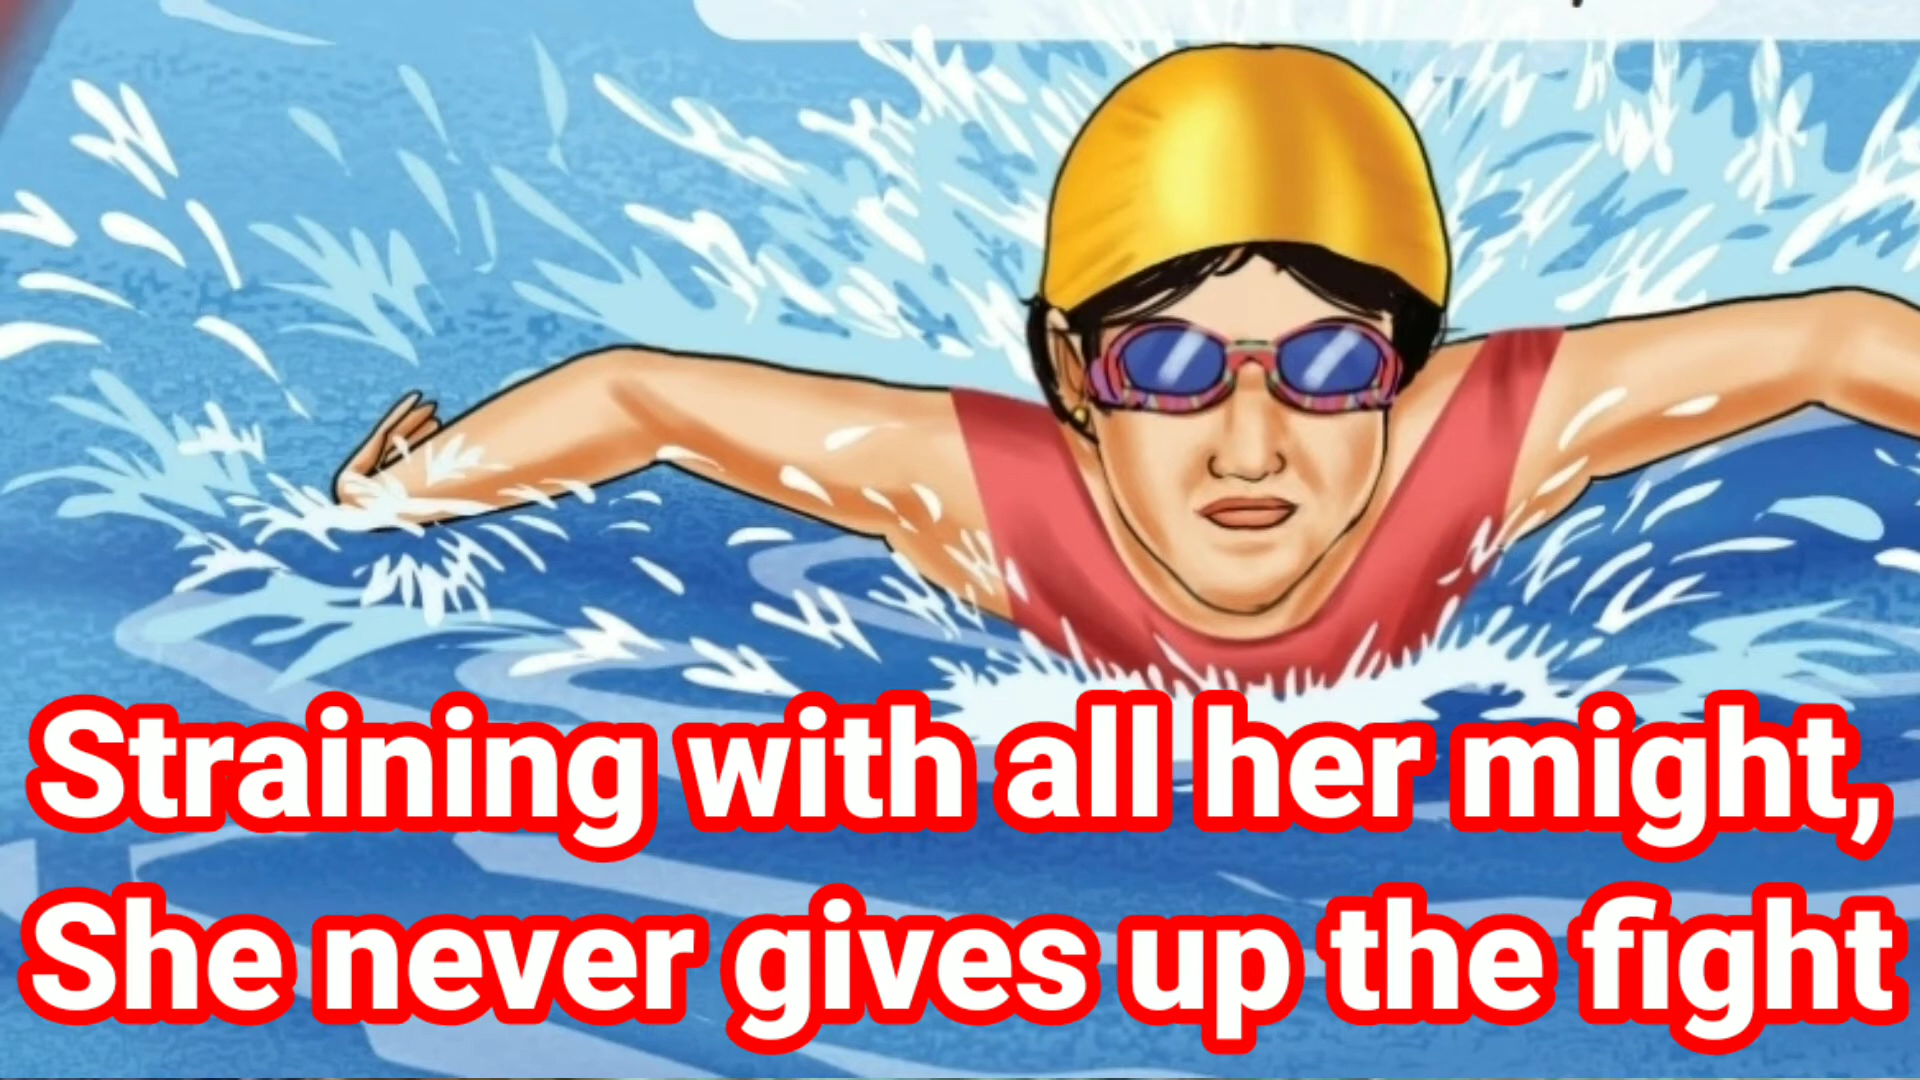 Straining with all her might,
She never gives up the fight